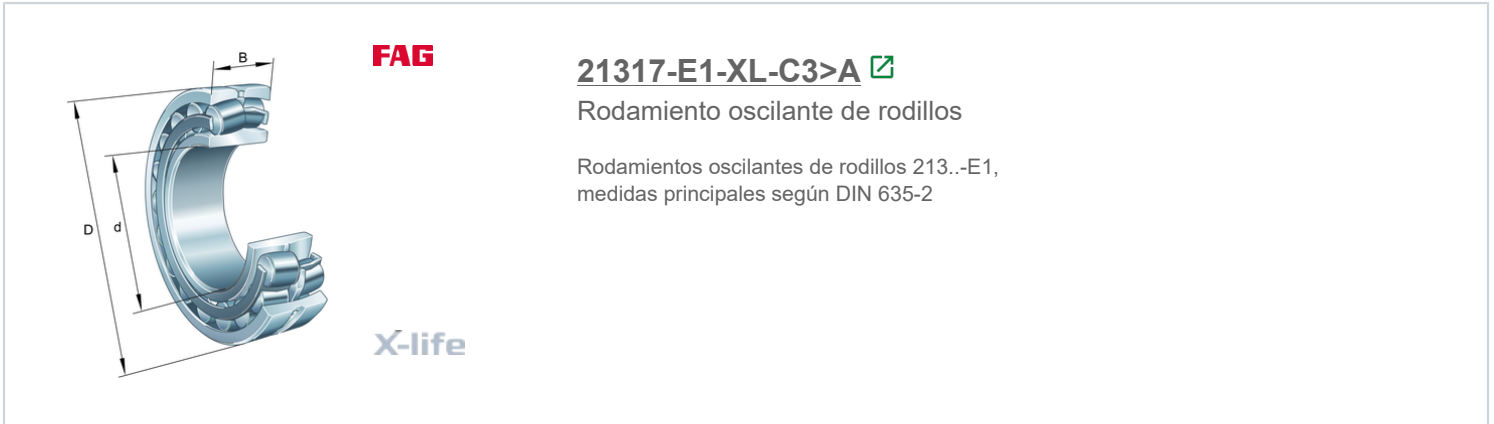 B
FAG
21317-E1-XL-C3>A
Rodamiento oscilante de rodillos
Rodamientos oscilantes de rodillos 213..-E1,
medidas principales según DIN 635-2
D
d
X-life